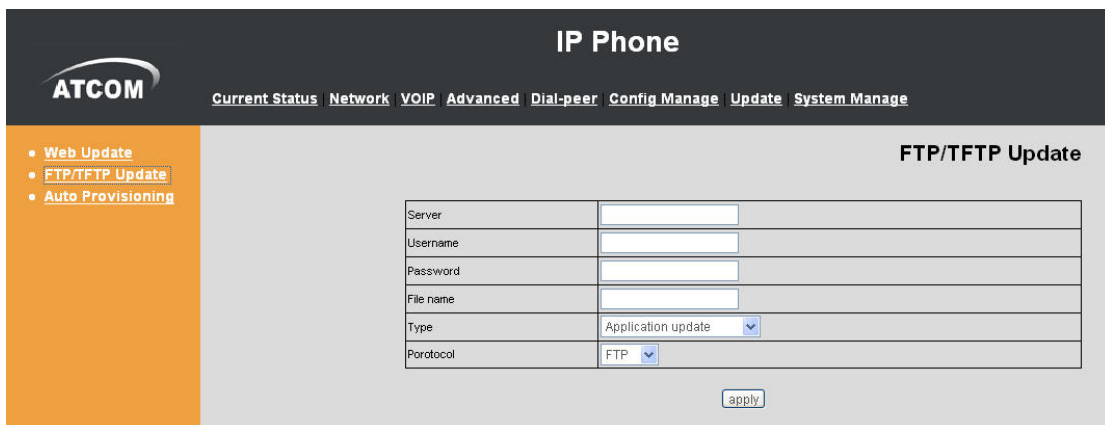 IP Phone
ATCOM
Current Status | Network | VOIP | Advanced | Dial-peer | Config Manage | Update | System Manage
Web Update
FTP/TFTP Update
Auto Provisioning
FTP/TFTP Update
Server
Username
Password
File name
Type Application update
Porotocol FTP
apply